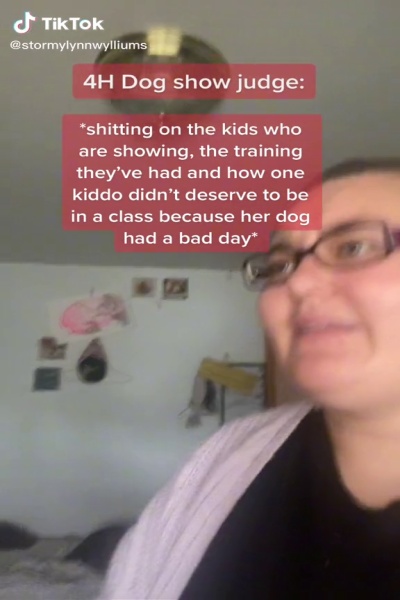 TikTok
@stormylynnwylliums
4H Dog show judge:
*shitting on the kids who
are showing, the training
they've had and how one
kiddo didn't deserve to be
in a class because her dog
had a bad day*